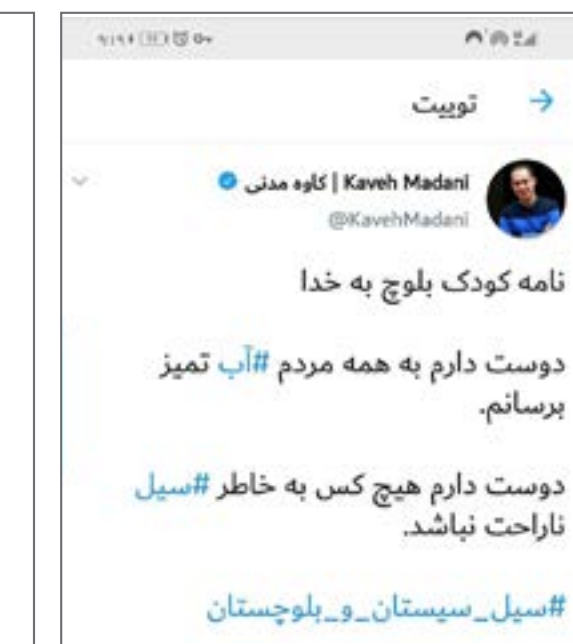 توییت
Kaveh Madani | کاوه مدنی
@KavehMadani
نامه کودک بلوچ به خدا
دوست دارم به همه مردم #آب تمیز
برسانم.
دوست دارم هیچ کس به خاطر #سیل
ناراحت نباشد.
#سیل_سیستان_و_بلوچستان